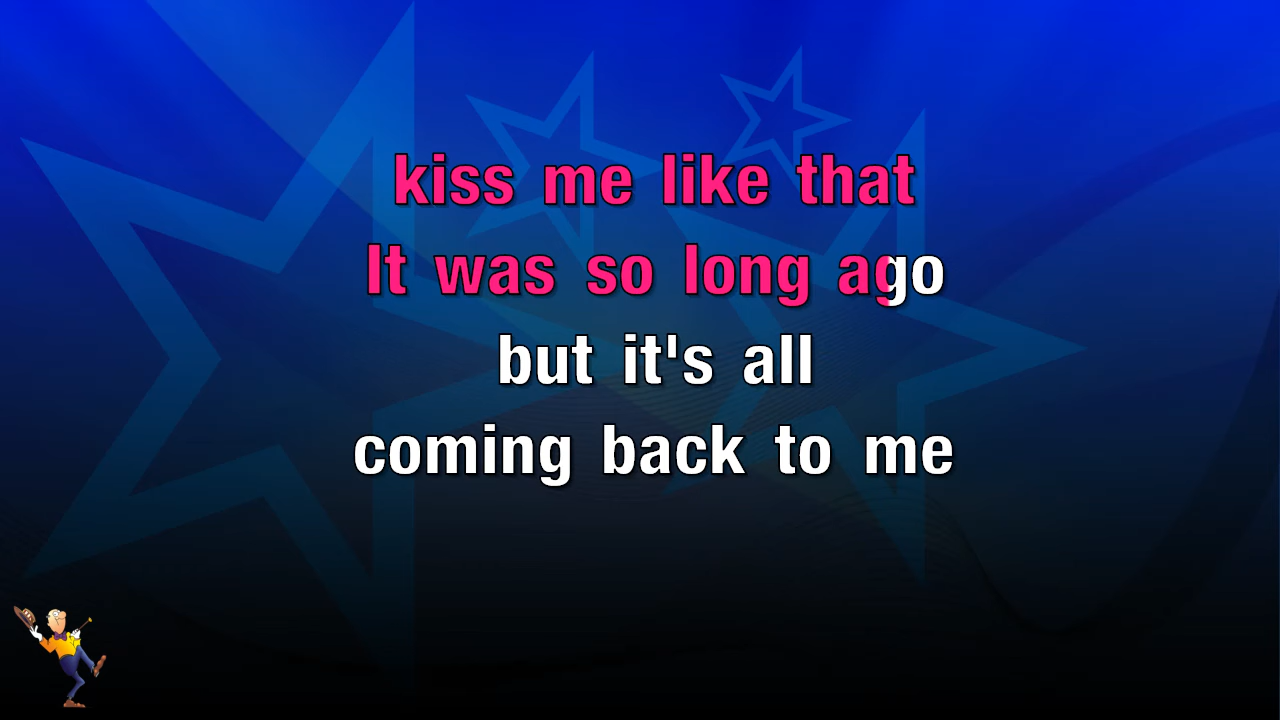 kiss me like that
It was so long ago
but it's all
coming back to me